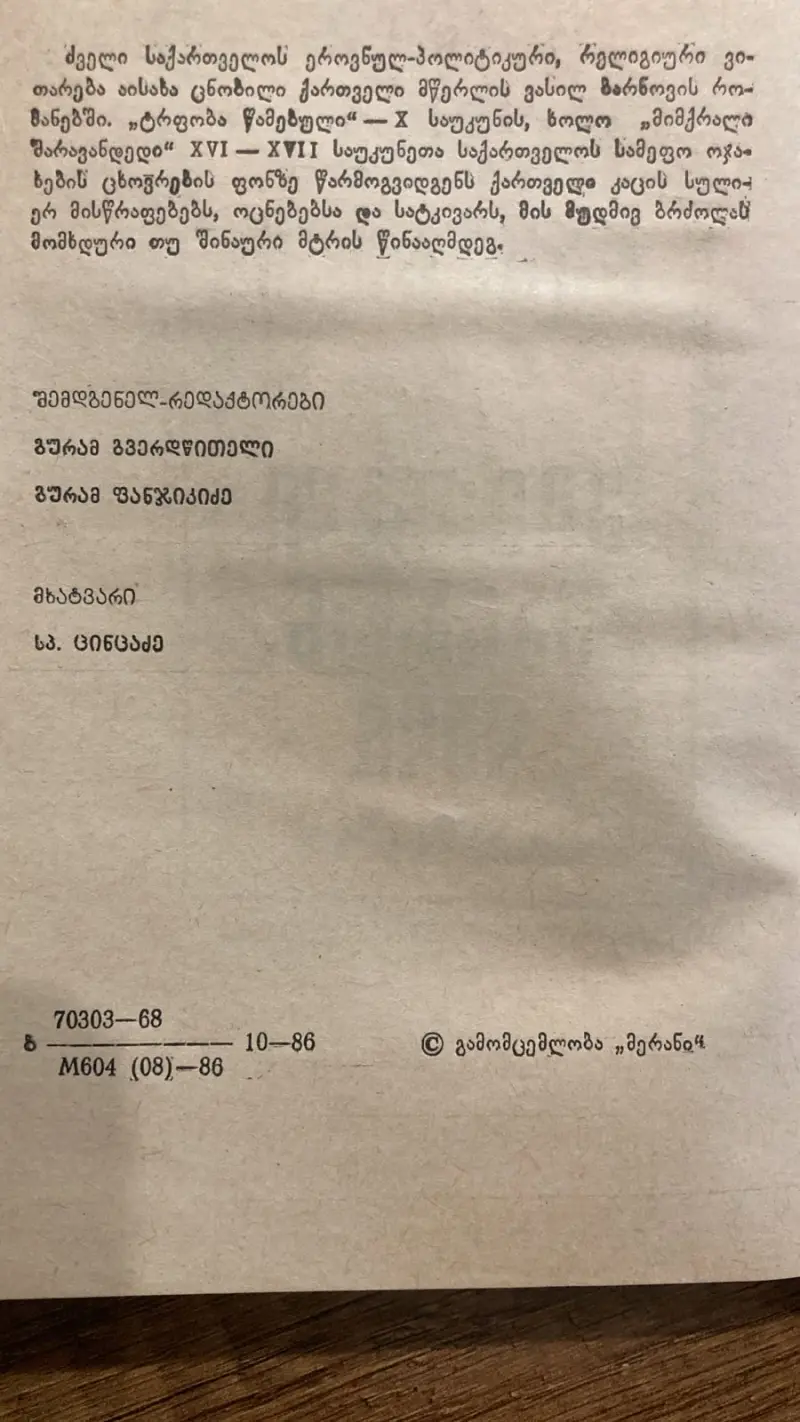 ძველი საქართველოს ეროვნულ-პოლიტიკური, რელიგიური ვი-
თარება აისახა ცნობილი ქართველი მწერლის ვასილ ბარნოვის რო-
მანებში. „ტრფობა წამებული“ — X საუკუნის, ხოლო „მიმქრალი
შარავანდედი“ XVI — XVII საუკუნეთა საქართველოს სამეფო ოჯა-
ხების ცხოვრების ფონზე წარმოგვიდგენს ქართველი კაცის სული-
ერ მისწრაფებებს, ოცნებებსა და სატკივარს, მის მუდმივ ბრძოლას
მომხდური თუ შინაური მტრის წინააღმდეგ.
შემდგენელ-რედაქტორები
გურამ გვერდწითელი
გურამ ფანჯიკიძე
მხატვარი
სპ. ცინცაძე
70303—68
ბ ———— 10—86
М604 (08)—86
© გამომცემლობა „მერანი“